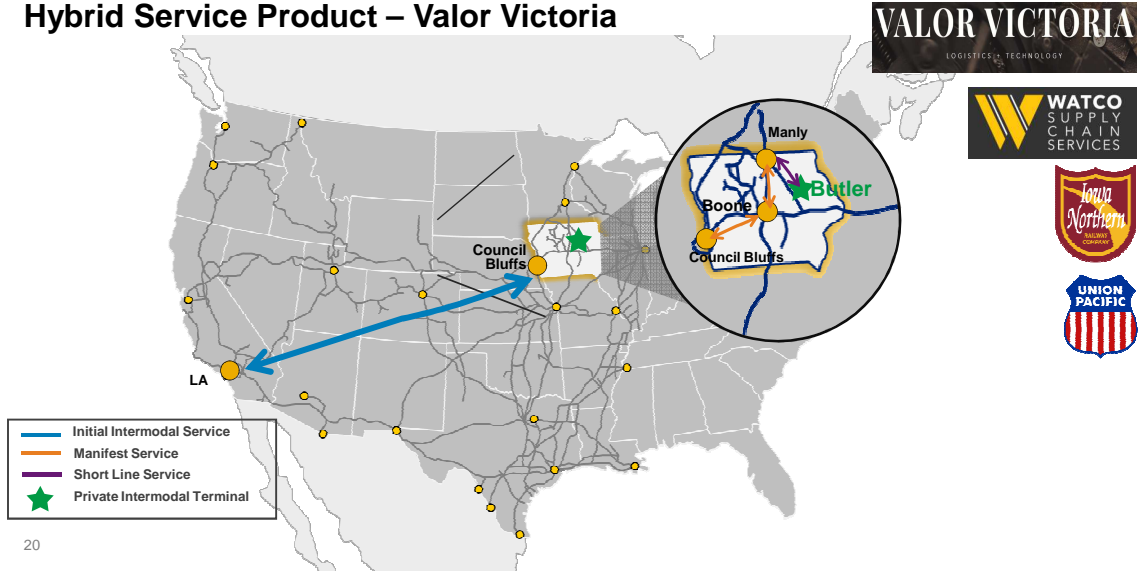 Hybrid Service Product – Valor Victoria
VALOR VICTORIA
LOGISTICS + TECHNOLOGY
WATCO
SUPPLY
CHAIN
SERVICES
Iowa
Northern
RAILWAY
COMPANY
UNION
PACIFIC
Manly
Butler
Boone
Council Bluffs
Council
Bluffs
LA
Initial Intermodal Service
Manifest Service
Short Line Service
Private Intermodal Terminal
20